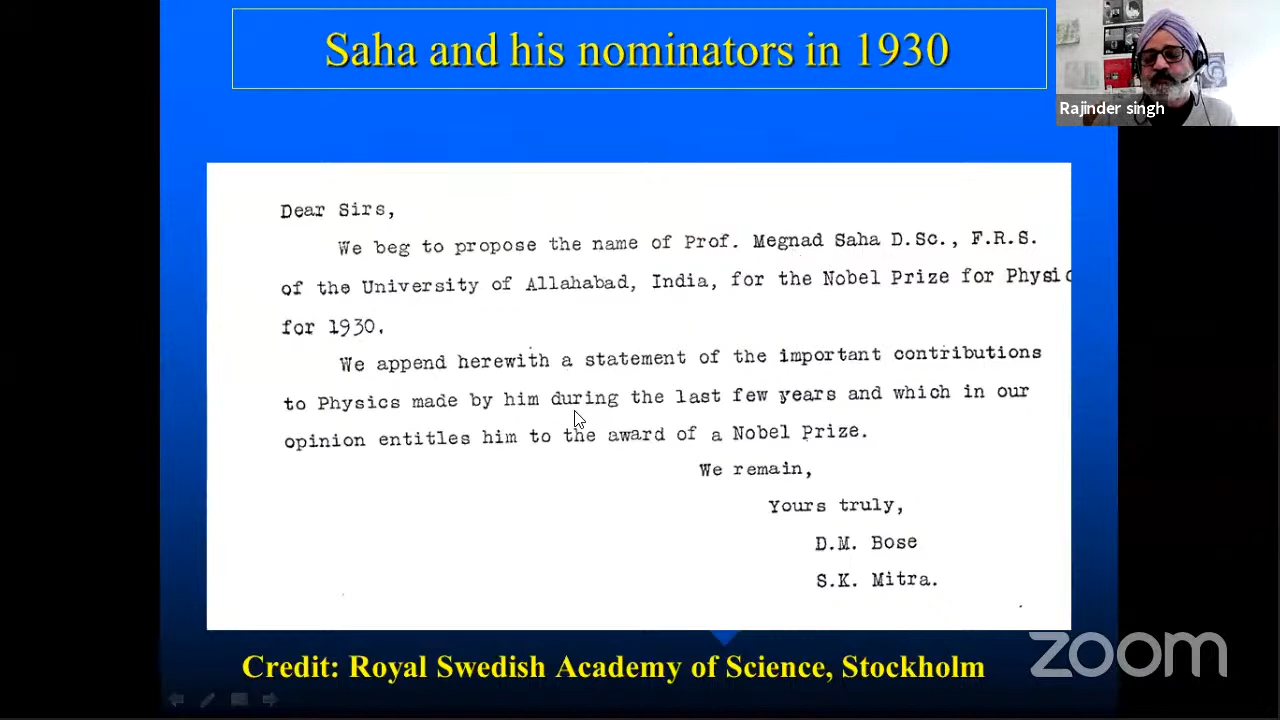 Saha and his nominators in 1930
Rajinder singh
Dear Sirs,
We beg to propose the name of Prof. Megnad Saha D.Sc., F.R.S.
of the University of Allahabad, India, for the Nobel Prize for Physic
for 1930.
We append herewith a statement of the important contributions
to Physics made by him during the last few years and which in our
opinion entitles him to the award of a Nobel Prize.
We remain,
Yours truly,
D.M. Bose
S.K. Mitra.
Credit: Royal Swedish Academy of Science, Stockholm
zoom